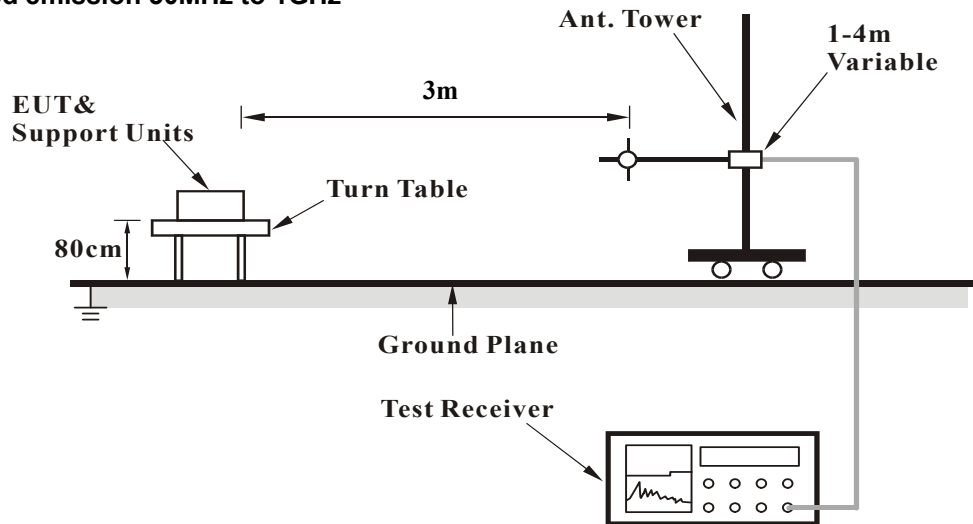 Ant. Tower
1-4m
Variable
3m
EUT&
Support Units
Turn Table
80cm
Ground Plane
Test Receiver